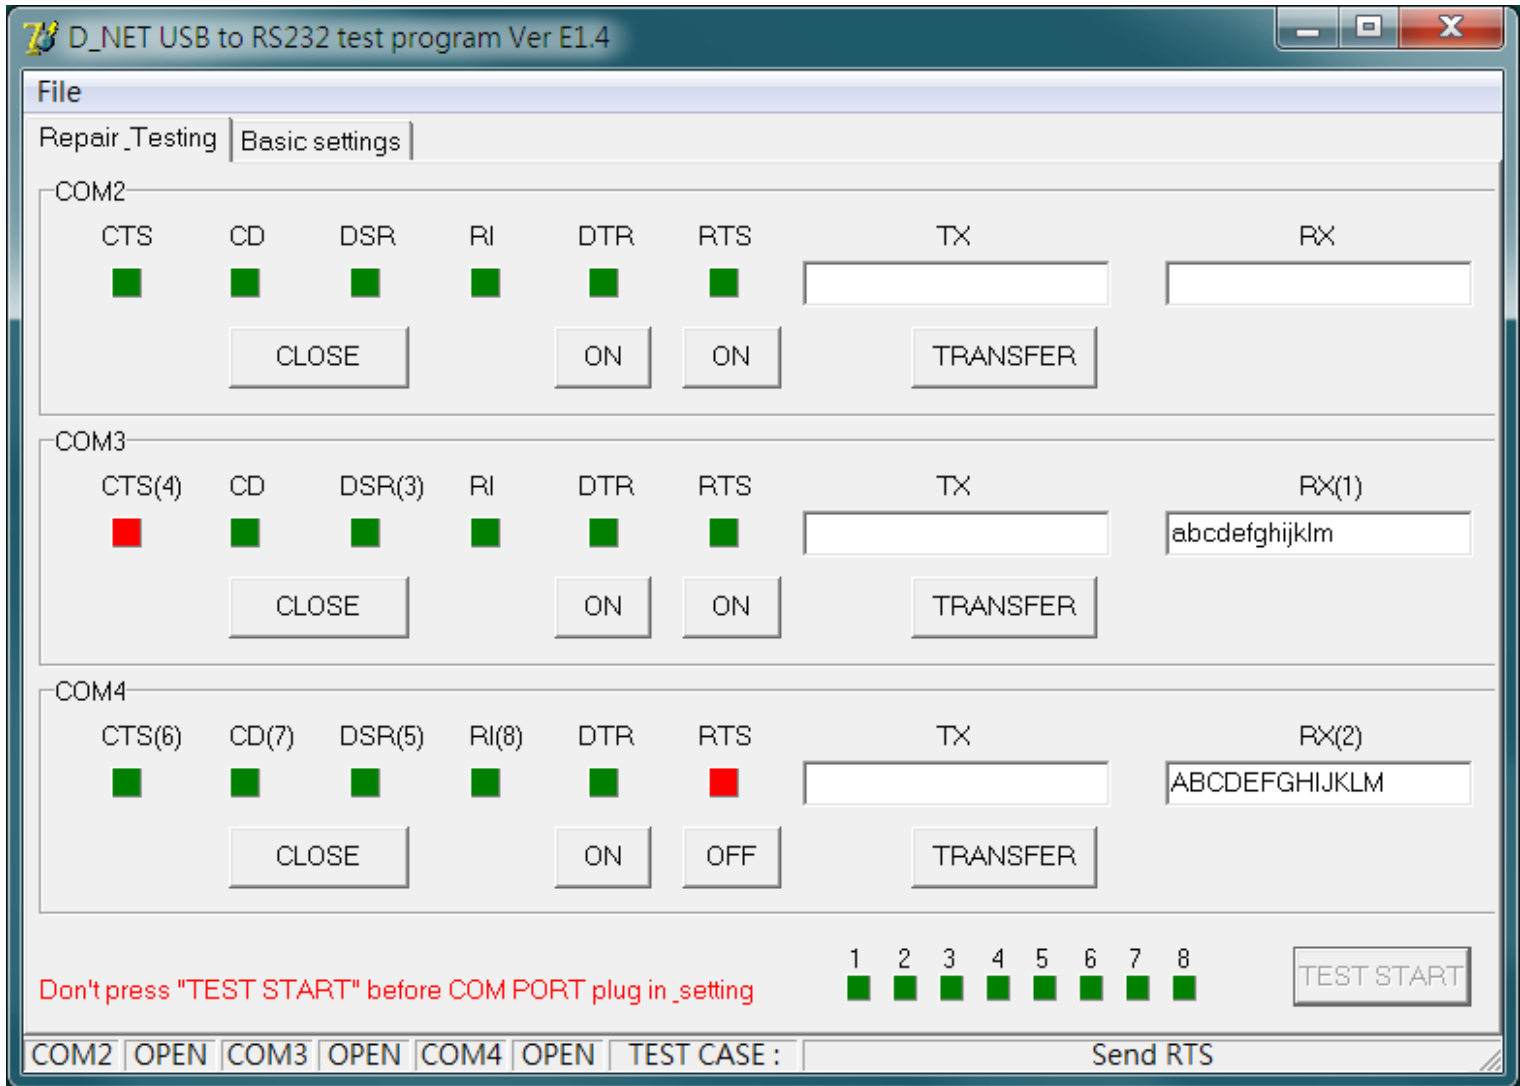 D_NET USB to RS232 test program Ver E1.4
File
Repair_Testing Basic settings
COM2
CTS CD DSR RI DTR RTS TX RX
CLOSE ON ON TRANSFER
COM3
CTS(4) CD DSR(3) RI DTR RTS TX RX(1)
abcdefghijklm
CLOSE ON ON TRANSFER
COM4
CTS(6) CD(7) DSR(5) RI(8) DTR RTS TX RX(2)
ABCDEFGHIJKLM
CLOSE ON OFF TRANSFER
1 2 3 4 5 6 7 8
Don't press "TEST START" before COM PORT plug in_setting TEST START
COM2 OPEN COM3 OPEN COM4 OPEN TEST CASE : Send RTS